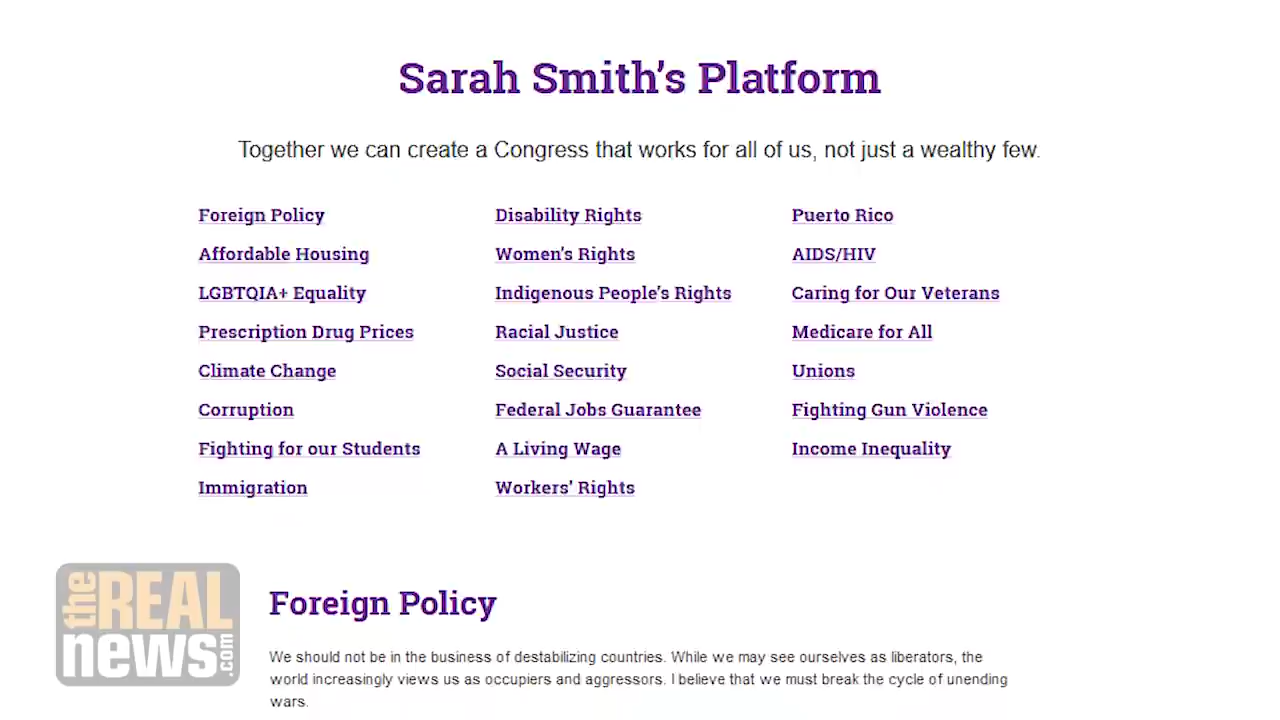 Sarah Smith's Platform
Together we can create a Congress that works for all of us, not just a wealthy few.
Foreign Policy
Affordable Housing
LGBTQIA+ Equality
Prescription Drug Prices
Climate Change
Corruption
Fighting for our Students
Immigration
Disability Rights
Women's Rights
Indigenous People's Rights
Racial Justice
Social Security
Federal Jobs Guarantee
A Living Wage
Workers' Rights
Puerto Rico
AIDS/HIV
Caring for Our Veterans
Medicare for All
Unions
Fighting Gun Violence
Income Inequality
Foreign Policy
We should not be in the business of destabilizing countries. While we may see ourselves as liberators, the
world increasingly views us as occupiers and aggressors. I believe that we must break the cycle of unending
wars.
the REAL
news.com